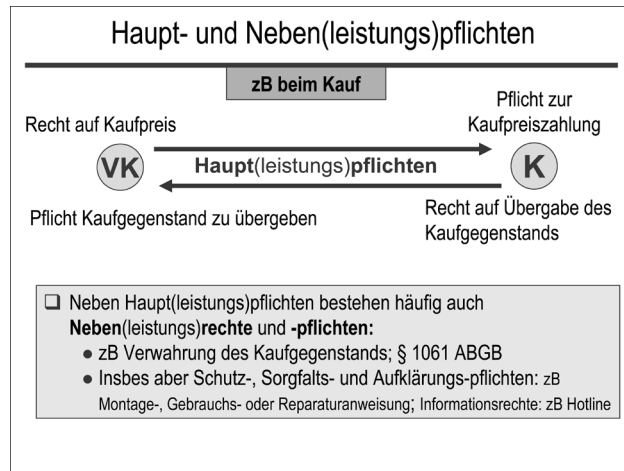 Haupt- und Neben(leistungs)pflichten
zB beim Kauf
Recht auf Kaufpreis
Pflicht zur
Kaufpreiszahlung
VK
Haupt(leistungs)pflichten
K
Pflicht Kaufgegenstand zu übergeben
Recht auf Übergabe des
Kaufgegenstands
❑ Neben Haupt(leistungs)pflichten bestehen häufig auch
Neben(leistungs)rechte und -pflichten:
● zB Verwahrung des Kaufgegenstands; § 1061 ABGB
● Insbes aber Schutz-, Sorgfalts- und Aufklärungs-pflichten: zB
Montage-, Gebrauchs- oder Reparaturanweisung; Informationsrechte: zB Hotline